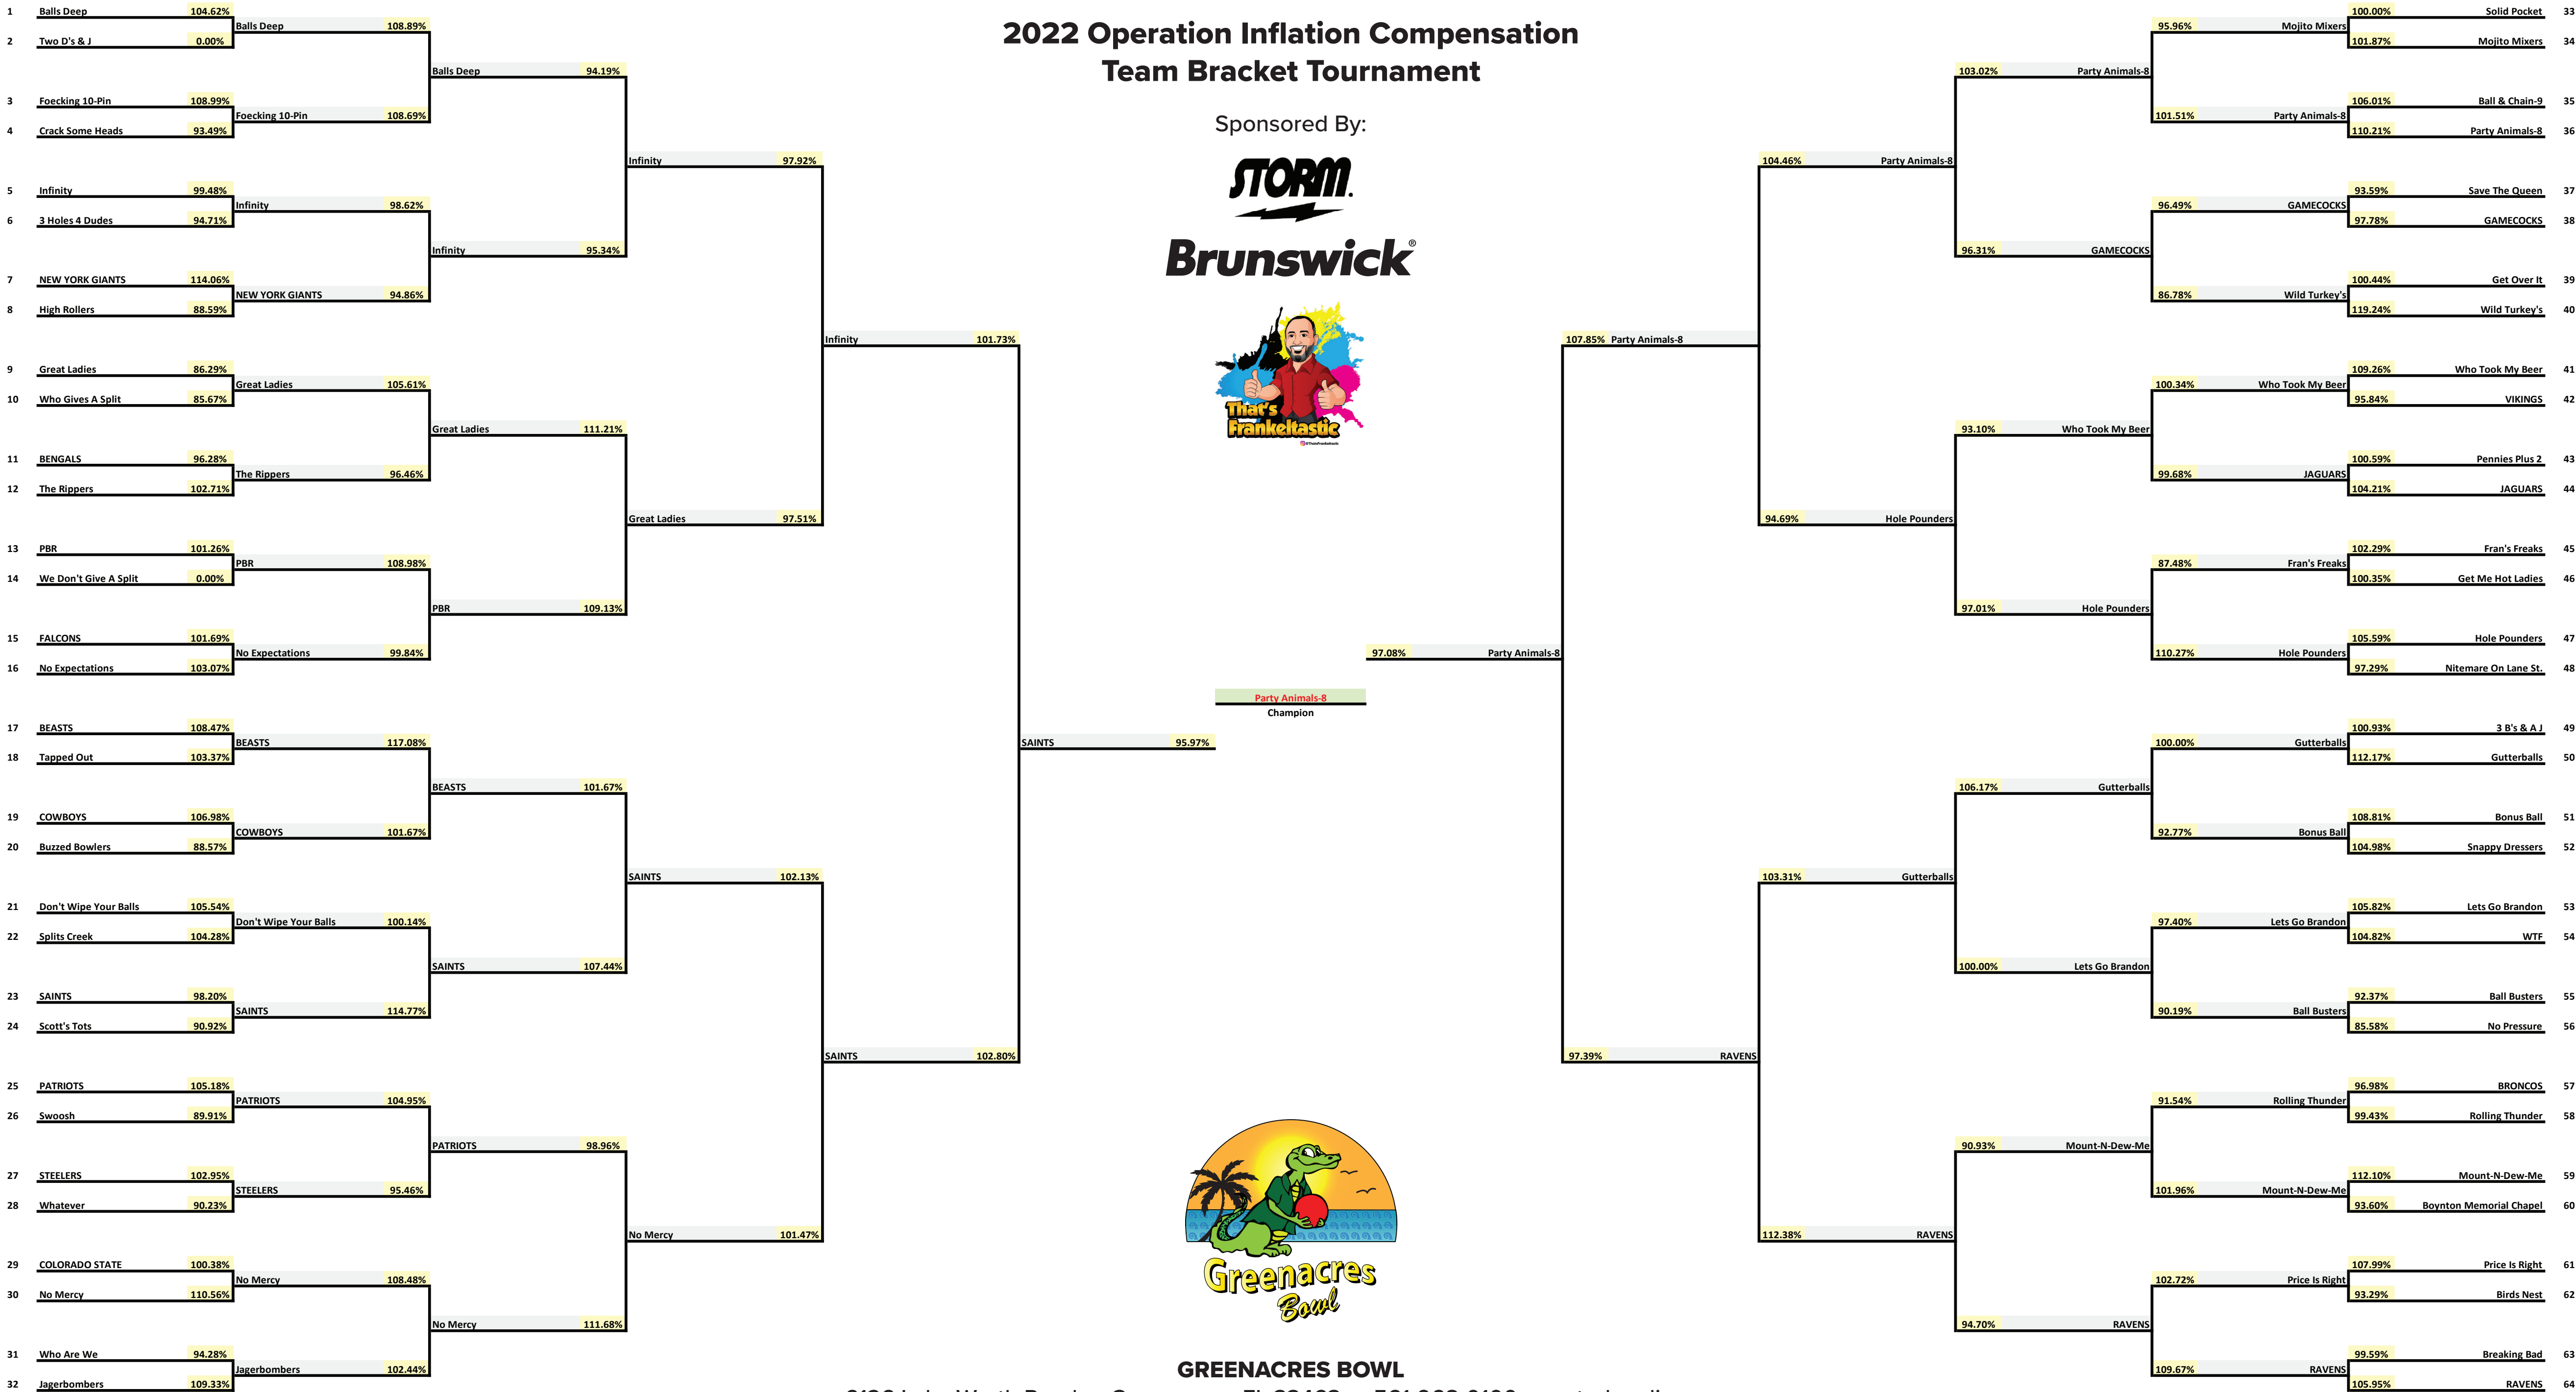 2022 Operation Inflation Compensation
Team Bracket Tournament
Sponsored By:
STORM.
Brunswick®
That's
Frankeltastic
1 Balls Deep 104.62%
2 Two D's & J 0.00%
3 Foecking 10-Pin 108.99%
4 Crack Some Heads 93.49%
5 Infinity 99.48%
6 3 Holes 4 Dudes 94.71%
7 NEW YORK GIANTS 114.06%
8 High Rollers 88.59%
9 Great Ladies 86.29%
10 Who Gives A Split 85.67%
11 BENGALS 96.28%
12 The Rippers 102.71%
13 PBR 101.26%
14 We Don't Give A Split 0.00%
15 FALCONS 101.69%
16 No Expectations 103.07%
17 BEASTS 108.47%
18 Tapped Out 103.37%
19 COWBOYS 106.98%
20 Buzzed Bowlers 88.57%
21 Don't Wipe Your Balls 105.54%
22 Splits Creek 104.28%
23 SAINTS 98.20%
24 Scott's Tots 90.92%
25 PATRIOTS 105.18%
26 Swoosh 89.91%
27 STEELERS 102.95%
28 Whatever 90.23%
29 COLORADO STATE 100.38%
30 No Mercy 110.56%
31 Who Are We 94.28%
32 Jagerbombers 109.33%
Balls Deep 108.89%
Foecking 10-Pin 108.69%
Infinity 98.62%
NEW YORK GIANTS 94.86%
Great Ladies 105.61%
The Rippers 96.46%
PBR 108.98%
No Expectations 99.84%
BEASTS 117.08%
COWBOYS 101.67%
Don't Wipe Your Balls 100.14%
SAINTS 114.77%
PATRIOTS 104.95%
STEELERS 95.46%
No Mercy 108.48%
Jagerbombers 102.44%
Balls Deep 94.19%
Infinity 95.34%
Great Ladies 111.21%
PBR 109.13%
BEASTS 101.67%
SAINTS 107.44%
PATRIOTS 98.96%
No Mercy 111.68%
Infinity 97.92%
Great Ladies 97.51%
SAINTS 102.13%
No Mercy 101.47%
Infinity 101.73%
SAINTS 102.80%
SAINTS 95.97%
Party Animals-8
Champion
97.08% Party Animals-8
107.85% Party Animals-8
97.39% RAVENS
104.46% Party Animals-8
94.69% Hole Pounders
103.31% Gutterballs
112.38% RAVENS
103.02% Party Animals-8
96.31% GAMECOCKS
93.10% Who Took My Beer
97.01% Hole Pounders
106.17% Gutterballs
100.00% Lets Go Brandon
90.93% Mount-N-Dew-Me
94.70% RAVENS
95.96% Mojito Mixers
101.51% Party Animals-8
96.49% GAMECOCKS
86.78% Wild Turkey's
100.34% Who Took My Beer
99.68% JAGUARS
87.48% Fran's Freaks
110.27% Hole Pounders
100.00% Gutterballs
92.77% Bonus Ball
97.40% Lets Go Brandon
90.19% Ball Busters
91.54% Rolling Thunder
101.96% Mount-N-Dew-Me
102.72% Price Is Right
109.67% RAVENS
100.00% Solid Pocket 33
101.87% Mojito Mixers 34
106.01% Ball & Chain-9 35
110.21% Party Animals-8 36
93.59% Save The Queen 37
97.78% GAMECOCKS 38
100.44% Get Over It 39
119.24% Wild Turkey's 40
109.26% Who Took My Beer 41
95.84% VIKINGS 42
100.59% Pennies Plus 2 43
104.21% JAGUARS 44
102.29% Fran's Freaks 45
100.35% Get Me Hot Ladies 46
105.59% Hole Pounders 47
97.29% Nitemare On Lane St. 48
100.93% 3 B's & A J 49
112.17% Gutterballs 50
108.81% Bonus Ball 51
104.98% Snappy Dressers 52
105.82% Lets Go Brandon 53
104.82% WTF 54
92.37% Ball Busters 55
85.58% No Pressure 56
96.98% BRONCOS 57
99.43% Rolling Thunder 58
112.10% Mount-N-Dew-Me 59
93.60% Boynton Memorial Chapel 60
107.99% Price Is Right 61
93.29% Birds Nest 62
99.59% Breaking Bad 63
105.95% RAVENS 64
Greenacres
Bowl
GREENACRES BOWL